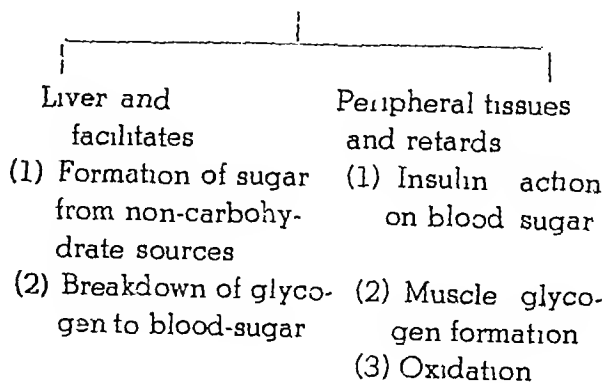 Liver and
facilitates
(1) Formation of sugar
from non-carbohy-
drate sources
(2) Breakdown of glyco-
gen to blood-sugar
Peripheral tissues
and retards
(1) Insulin action
on blood sugar
(2) Muscle glyco-
gen formation
(3) Oxidation